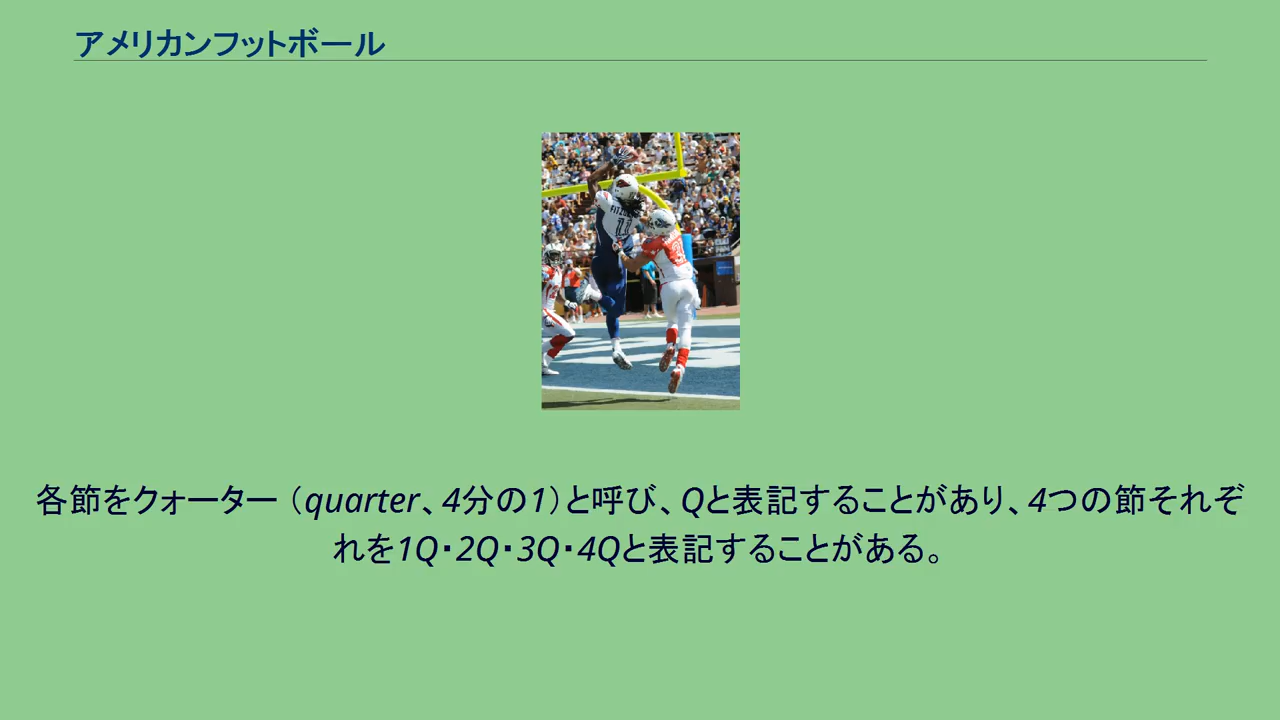 アメリカンフットボール
各節をクォーター（quarter、4分の1）と呼び、Qと表記することがあり、4つの節それぞ
れを1Q・2Q・3Q・4Qと表記することがある。